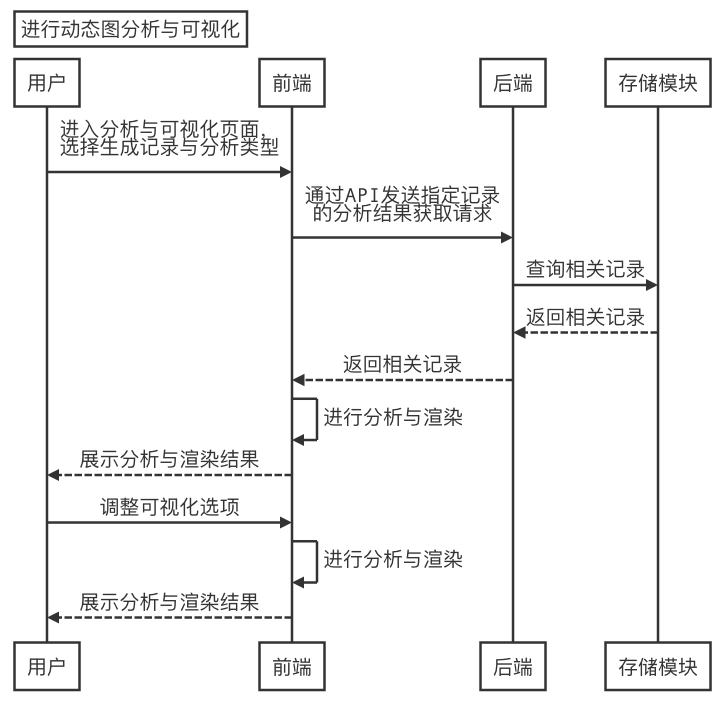 进行动态图分析与可视化
用户
前端
后端
存储模块
进入分析与可视化页面,
选择生成记录与分析类型
通过API发送指定记录
的分析结果获取请求
查询相关记录
返回相关记录
返回相关记录
进行分析与渲染
展示分析与渲染结果
调整可视化选项
进行分析与渲染
展示分析与渲染结果
用户
前端
后端
存储模块